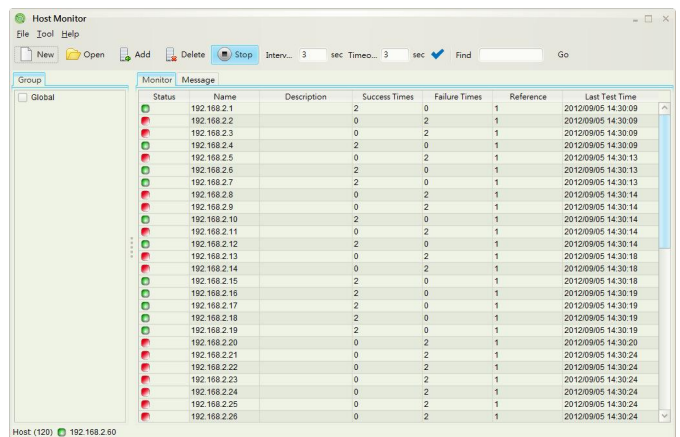 Host Monitor
File Tool Help
New Open Add Delete Stop Interv... 3 sec Timeo... 3 sec Find Go
Group Monitor Message
Global
Status Name Description Success Times Failure Times Reference Last Test Time
192.168.2.1 2 0 1 2012/09/05 14:30:09
192.168.2.2 0 2 1 2012/09/05 14:30:09
192.168.2.3 0 2 1 2012/09/05 14:30:09
192.168.2.4 2 0 1 2012/09/05 14:30:09
192.168.2.5 0 2 1 2012/09/05 14:30:13
192.168.2.6 2 0 1 2012/09/05 14:30:13
192.168.2.7 2 0 1 2012/09/05 14:30:13
192.168.2.8 0 2 1 2012/09/05 14:30:14
192.168.2.9 0 2 1 2012/09/05 14:30:14
192.168.2.10 2 0 1 2012/09/05 14:30:14
192.168.2.11 0 2 1 2012/09/05 14:30:14
192.168.2.12 2 0 1 2012/09/05 14:30:14
192.168.2.13 0 2 1 2012/09/05 14:30:18
192.168.2.14 0 2 1 2012/09/05 14:30:18
192.168.2.15 2 0 1 2012/09/05 14:30:18
192.168.2.16 2 0 1 2012/09/05 14:30:19
192.168.2.17 2 0 1 2012/09/05 14:30:19
192.168.2.18 2 0 1 2012/09/05 14:30:19
192.168.2.19 2 0 1 2012/09/05 14:30:19
192.168.2.20 0 2 1 2012/09/05 14:30:20
192.168.2.21 0 2 1 2012/09/05 14:30:24
192.168.2.22 0 2 1 2012/09/05 14:30:24
192.168.2.23 0 2 1 2012/09/05 14:30:24
192.168.2.24 0 2 1 2012/09/05 14:30:24
192.168.2.25 0 2 1 2012/09/05 14:30:24
192.168.2.26 0 2 1 2012/09/05 14:30:24
Host: (120) 192.168.2.60